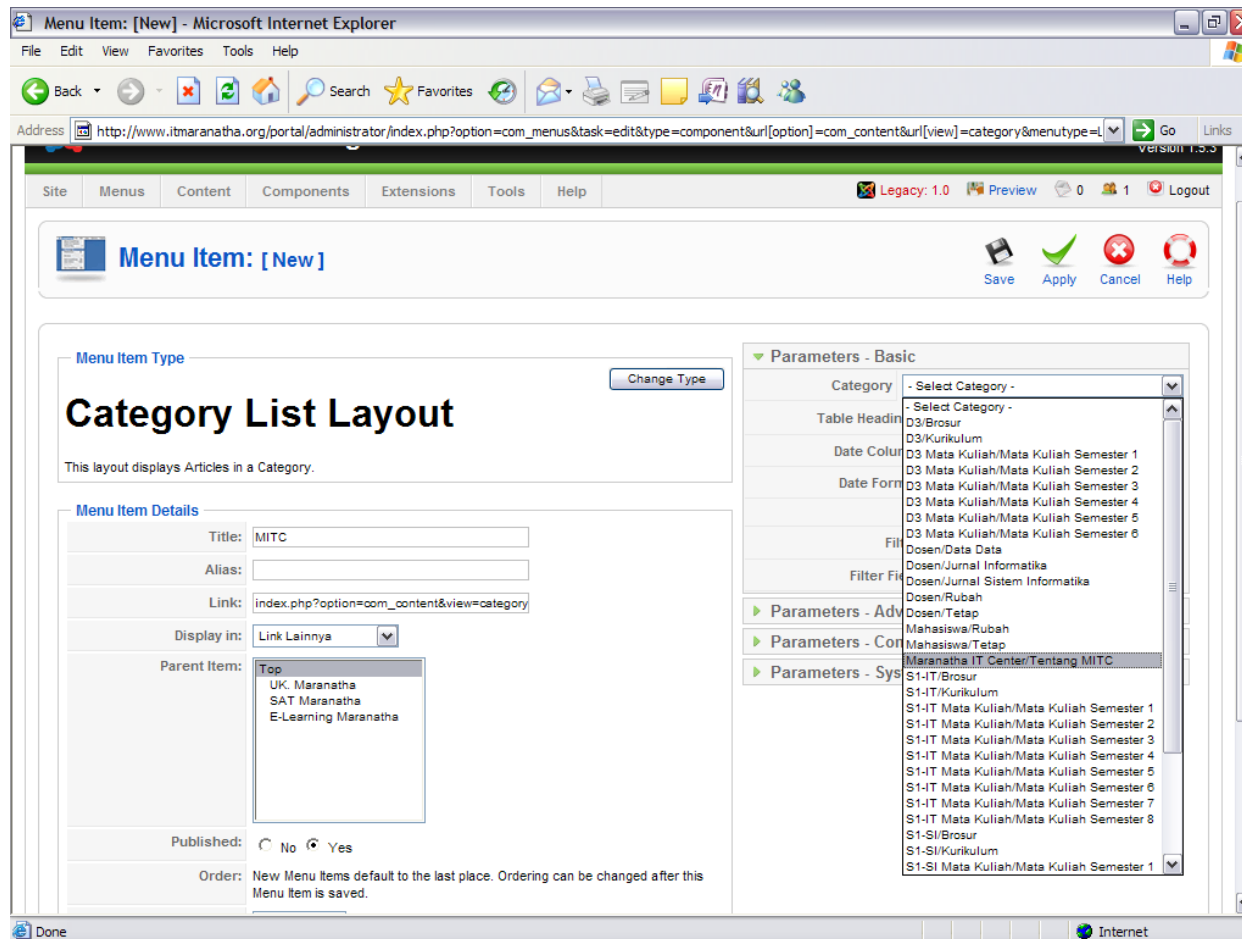 Menu Item: [New] - Microsoft Internet Explorer
File Edit View Favorites Tools Help
Back Search Favorites
Address http://www.itmaranatha.org/portal/administrator/index.php?option=com_menus&task=edit&type=component&url[option]=com_content&url[view]=category&menutype=L Go Links
Version 1.5.3
Site Menus Content Components Extensions Tools Help Legacy: 1.0 Preview 0 1 Logout
Menu Item: [ New ]
Save Apply Cancel Help
Menu Item Type
Change Type
Category List Layout
This layout displays Articles in a Category.
Menu Item Details
Title: MITC
Alias:
Link: index.php?option=com_content&view=category
Display in: Link Lainnya
Parent Item: Top
UK. Maranatha
SAT Maranatha
E-Learning Maranatha
Published: No Yes
Order: New Menu Items default to the last place. Ordering can be changed after this
Menu Item is saved.
Parameters - Basic
Category - Select Category -
Table Headin
Date Colur
Date Form
Filt
Filter Fie
Parameters - Adv
Parameters - Con
Parameters - Sys
- Select Category -
D3/Brosur
D3/Kurikulum
D3 Mata Kuliah/Mata Kuliah Semester 1
D3 Mata Kuliah/Mata Kuliah Semester 2
D3 Mata Kuliah/Mata Kuliah Semester 3
D3 Mata Kuliah/Mata Kuliah Semester 4
D3 Mata Kuliah/Mata Kuliah Semester 5
D3 Mata Kuliah/Mata Kuliah Semester 6
Dosen/Data Data
Dosen/Jurnal Informatika
Dosen/Jurnal Sistem Informatika
Dosen/Rubah
Dosen/Tetap
Mahasiswa/Rubah
Mahasiswa/Tetap
Maranatha IT Center/Tentang MITC
S1-IT/Brosur
S1-IT/Kurikulum
S1-IT Mata Kuliah/Mata Kuliah Semester 1
S1-IT Mata Kuliah/Mata Kuliah Semester 2
S1-IT Mata Kuliah/Mata Kuliah Semester 3
S1-IT Mata Kuliah/Mata Kuliah Semester 4
S1-IT Mata Kuliah/Mata Kuliah Semester 5
S1-IT Mata Kuliah/Mata Kuliah Semester 6
S1-IT Mata Kuliah/Mata Kuliah Semester 7
S1-IT Mata Kuliah/Mata Kuliah Semester 8
S1-SI/Brosur
S1-SI/Kurikulum
S1-SI Mata Kuliah/Mata Kuliah Semester 1
Done Internet